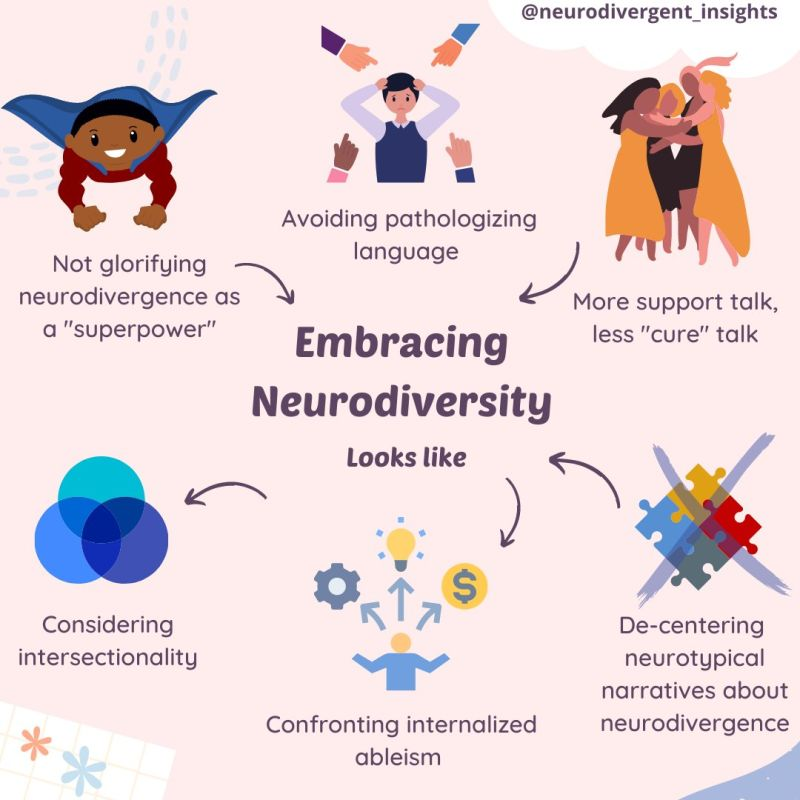 @neurodivergent_insights
Not glorifying
neurodivergence as
a "superpower"
Avoiding pathologizing
language
More support talk,
less "cure" talk
Embracing
Neurodiversity
Looks like
Considering
intersectionality
$
Confronting internalized
ableism
De-centering
neurotypical
narratives about
neurodivergence